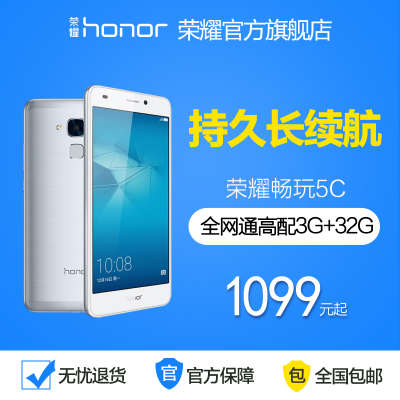 荣耀 honor 荣耀官方旗舰店
持久长续航
荣耀畅玩5C
全网通高配3G+32G
1099元起
honor
10:08
honor
无忧退货 官 官方保障 包 全国包邮